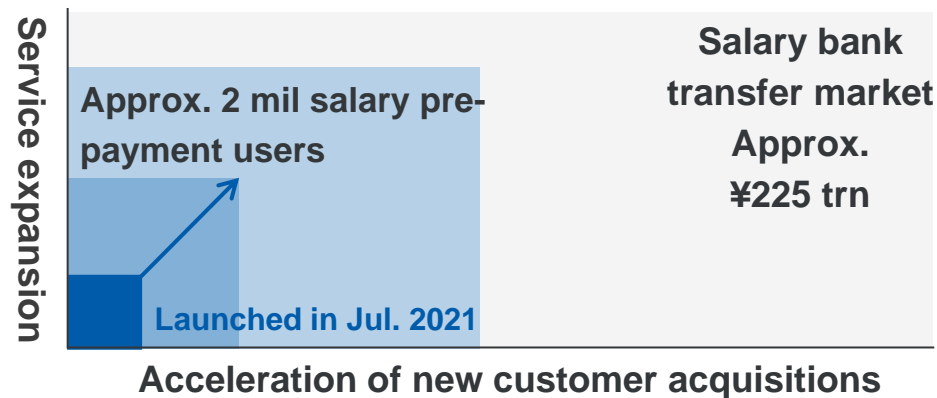 Service expansion
Approx. 2 mil salary pre-
payment users
Salary bank
transfer market
Approx.
¥225 trn
Launched in Jul. 2021
Acceleration of new customer acquisitions